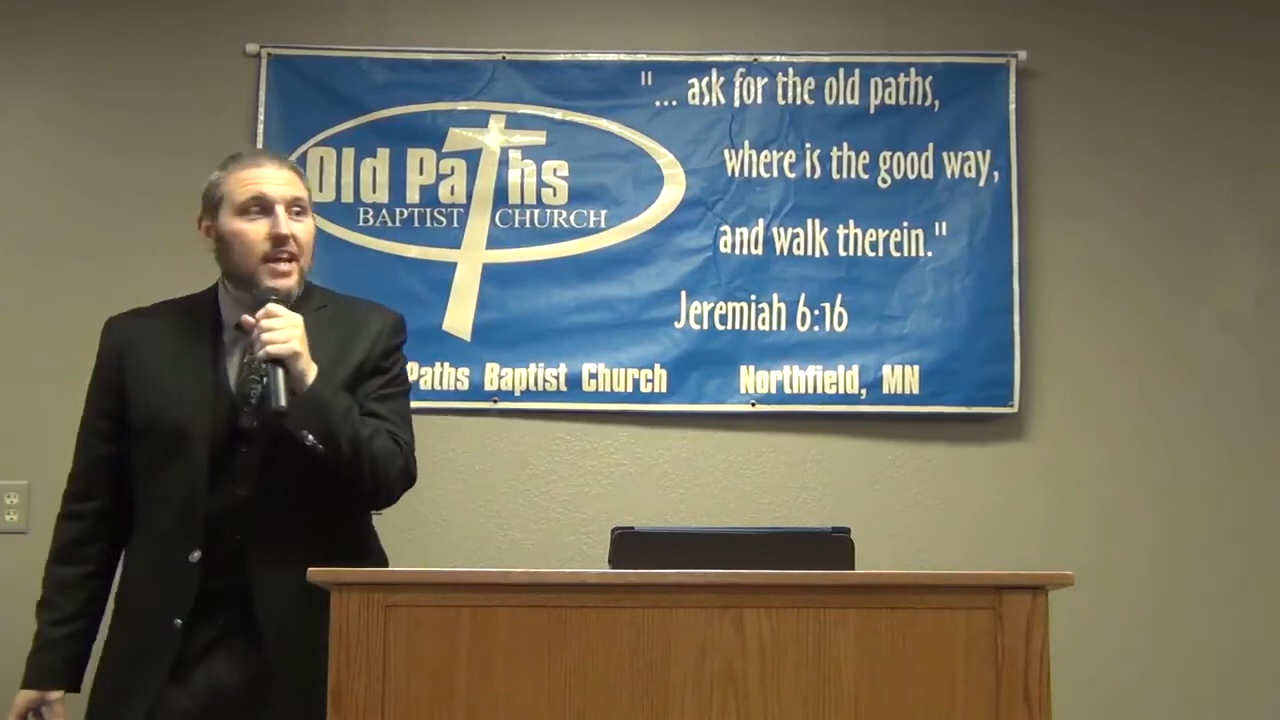 Old Paths
BAPTIST CHURCH
"... ask for the old paths,
where is the good way,
and walk therein."
Jeremiah 6:16
Paths Baptist Church Northfield, MN